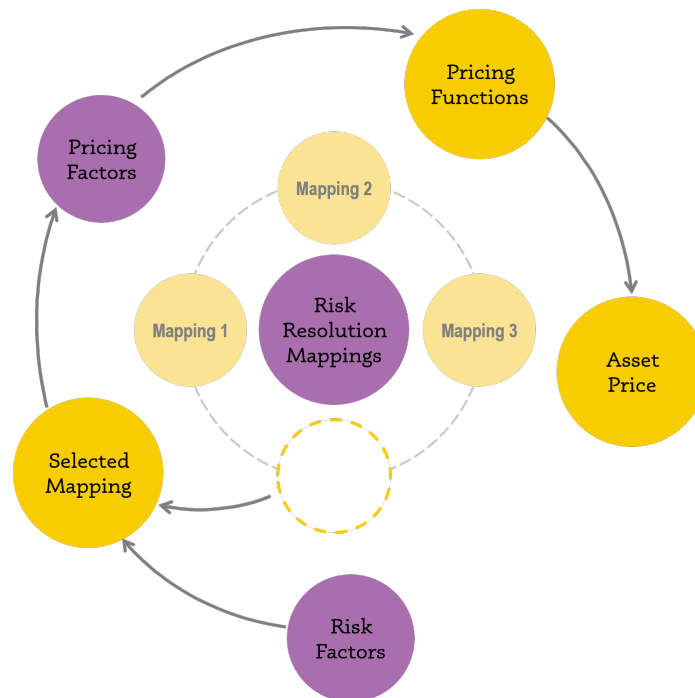 Pricing
Functions
Pricing
Factors
Mapping 2
Risk
Resolution
Mappings
Mapping 1
Mapping 3
Asset
Price
Selected
Mapping
Risk
Factors